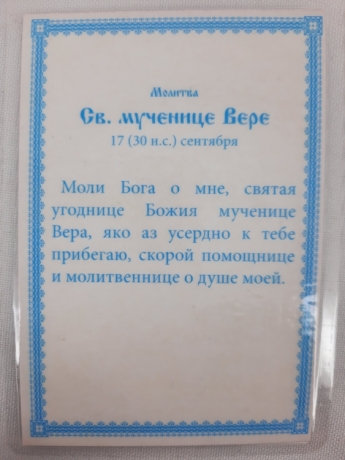 Молитва
Св. мученице Вере
17 (30 н.с.) сентября
Моли Бога о мне, святая
угоднице Божия мученице
Вера, яко аз усердно к тебе
прибегаю, скорой помощнице
и молитвеннице о душе моей.